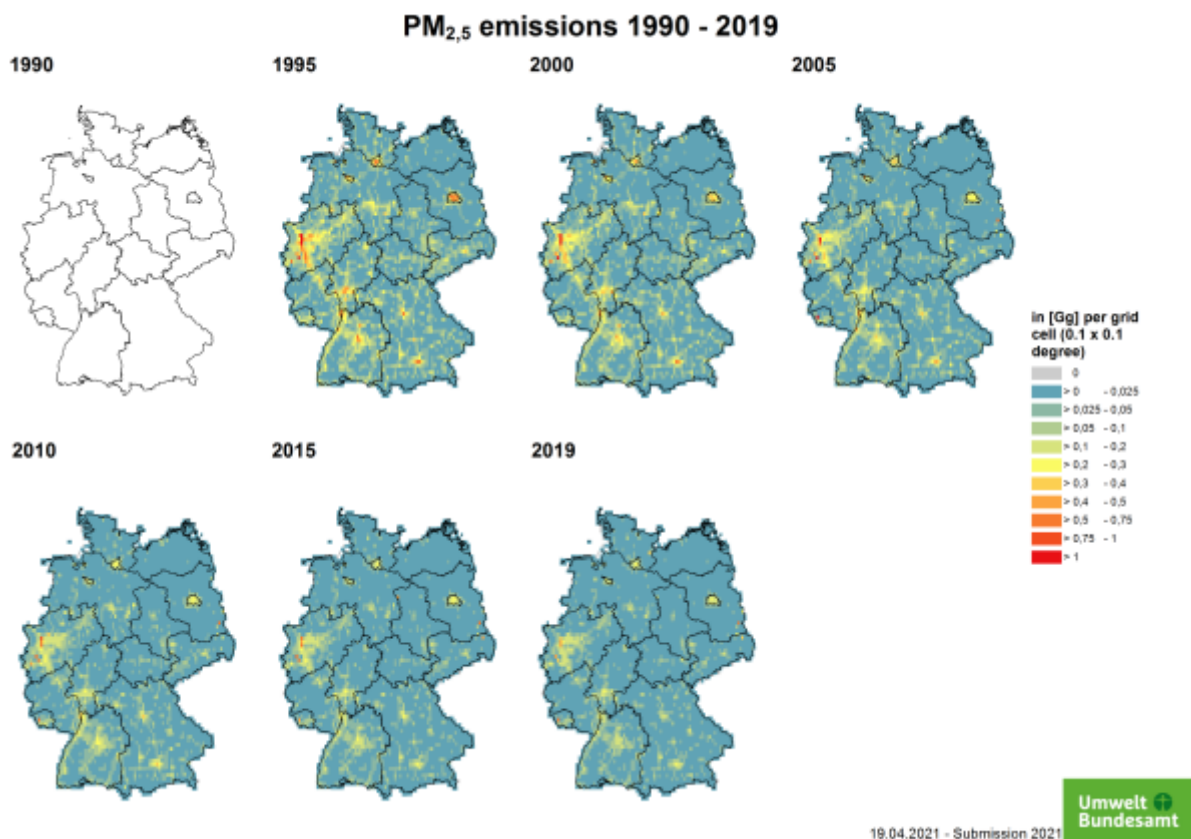 PM2,5 emissions 1990 - 2019
1990
1995
2000
2005
in [Gg] per grid
cell (0.1 x 0.1
degree)
0
> 0 - 0,025
> 0,025 - 0,05
> 0,05 - 0,1
> 0,1 - 0,2
> 0,2 - 0,3
> 0,3 - 0,4
> 0,4 - 0,5
> 0,5 - 0,75
> 0,75 - 1
> 1
2010
2015
2019
Umwelt
Bundesamt
19.04.2021 - Submission 2021